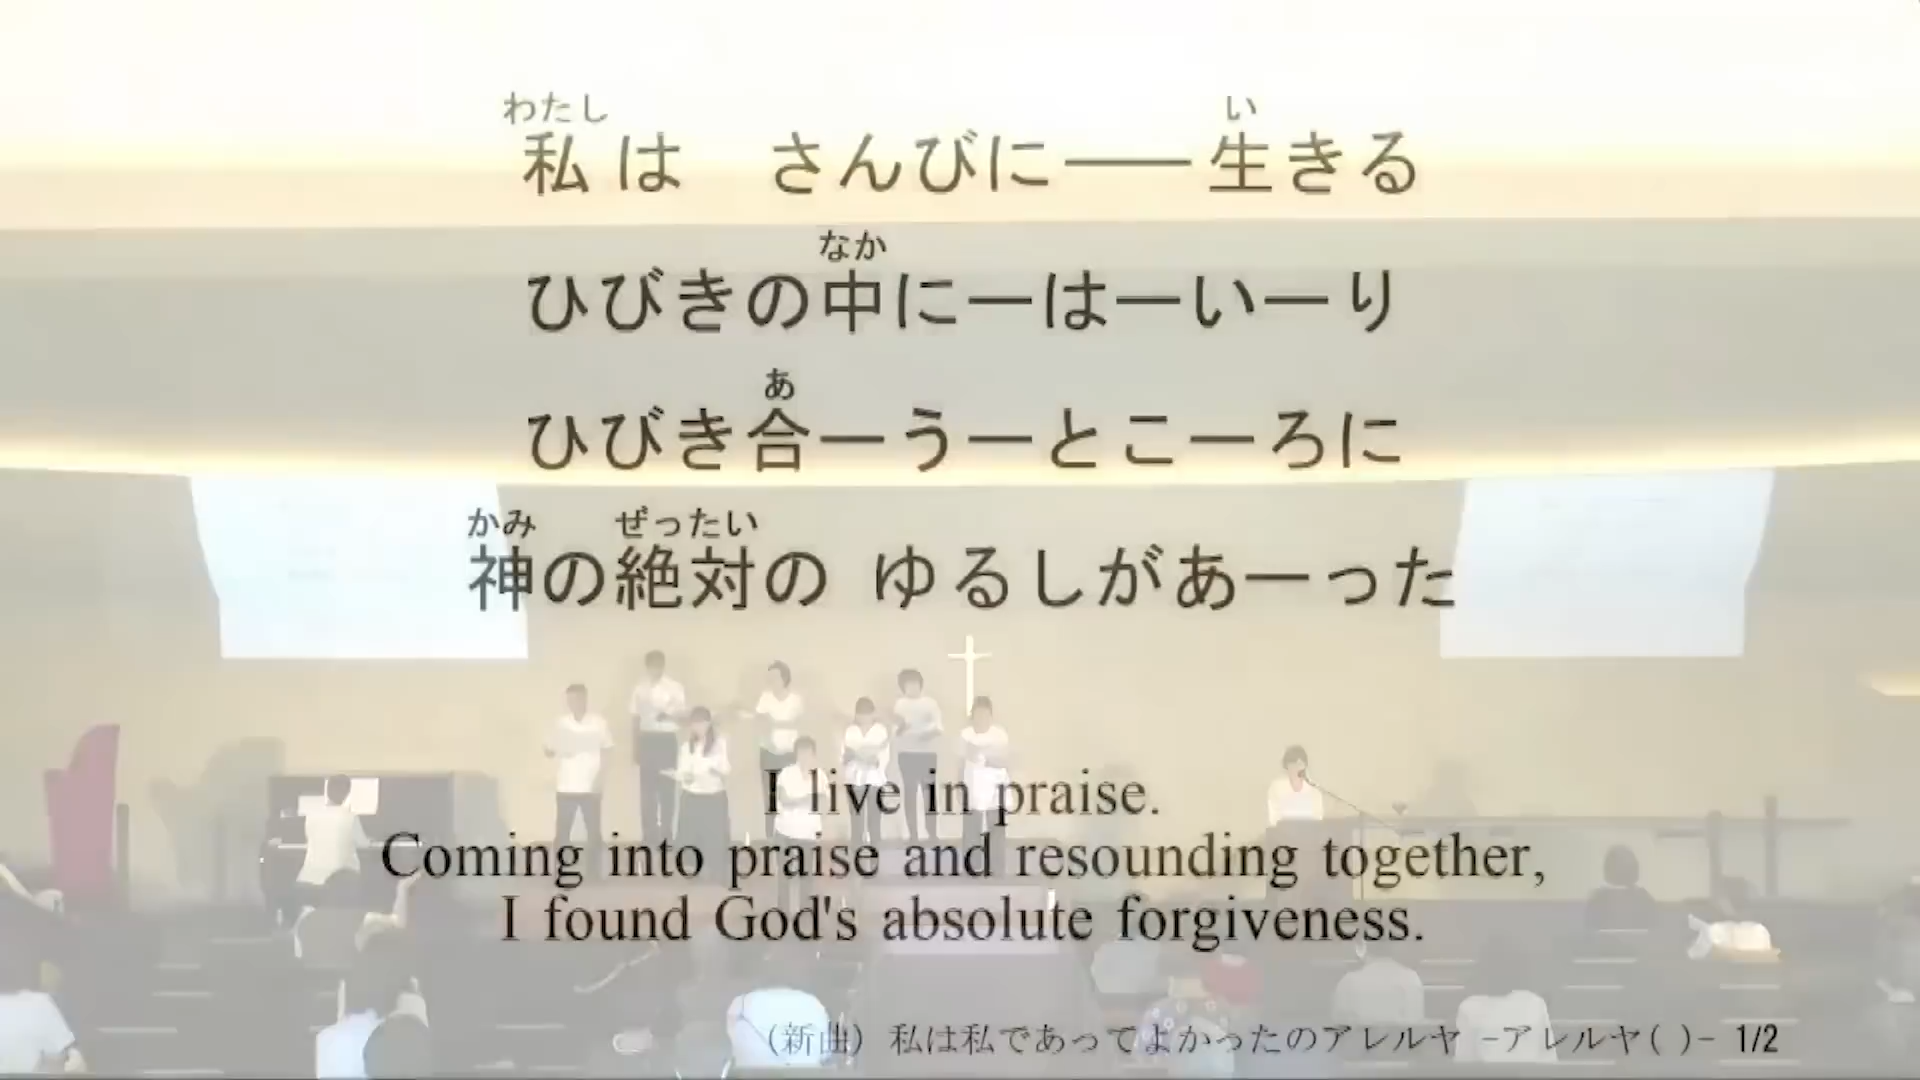 わたし い
私は さんびに――生きる
なか
ひびきの中にーはーいーり
あ
ひびき合ーうーところーろに
かみ ぜったい
神の絶対の ゆるしがあーった
I live in praise.
Coming into praise and resounding together,
I found God's absolute forgiveness.
(新曲) 私は私であってよかったのアレルヤ -アレルヤ( )- 1/2